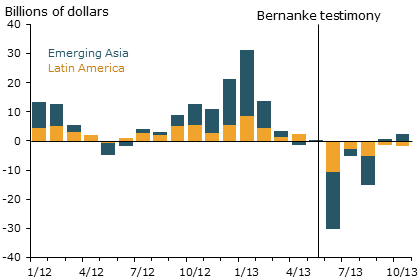 Billions of dollars
Bernanke testimony
40
30
20
10
0
-10
-20
-30
-40
Emerging Asia
Latin America
1/12 4/12 7/12 10/12 1/13 4/13 7/13 10/13